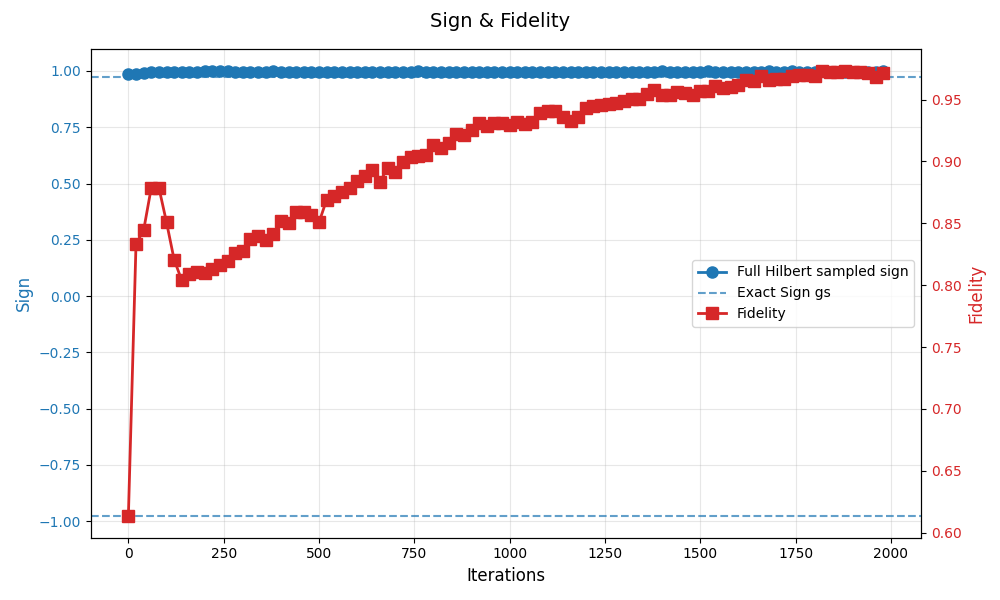 Sign & Fidelity
1.00
0.75
0.50
0.25
0.00
−0.25
−0.50
−0.75
−1.00
Sign
Full Hilbert sampled sign
Exact Sign gs
Fidelity
0.95
0.90
0.85
0.80
0.75
0.70
0.65
0.60
Fidelity
0 250 500 750 1000 1250 1500 1750 2000
Iterations